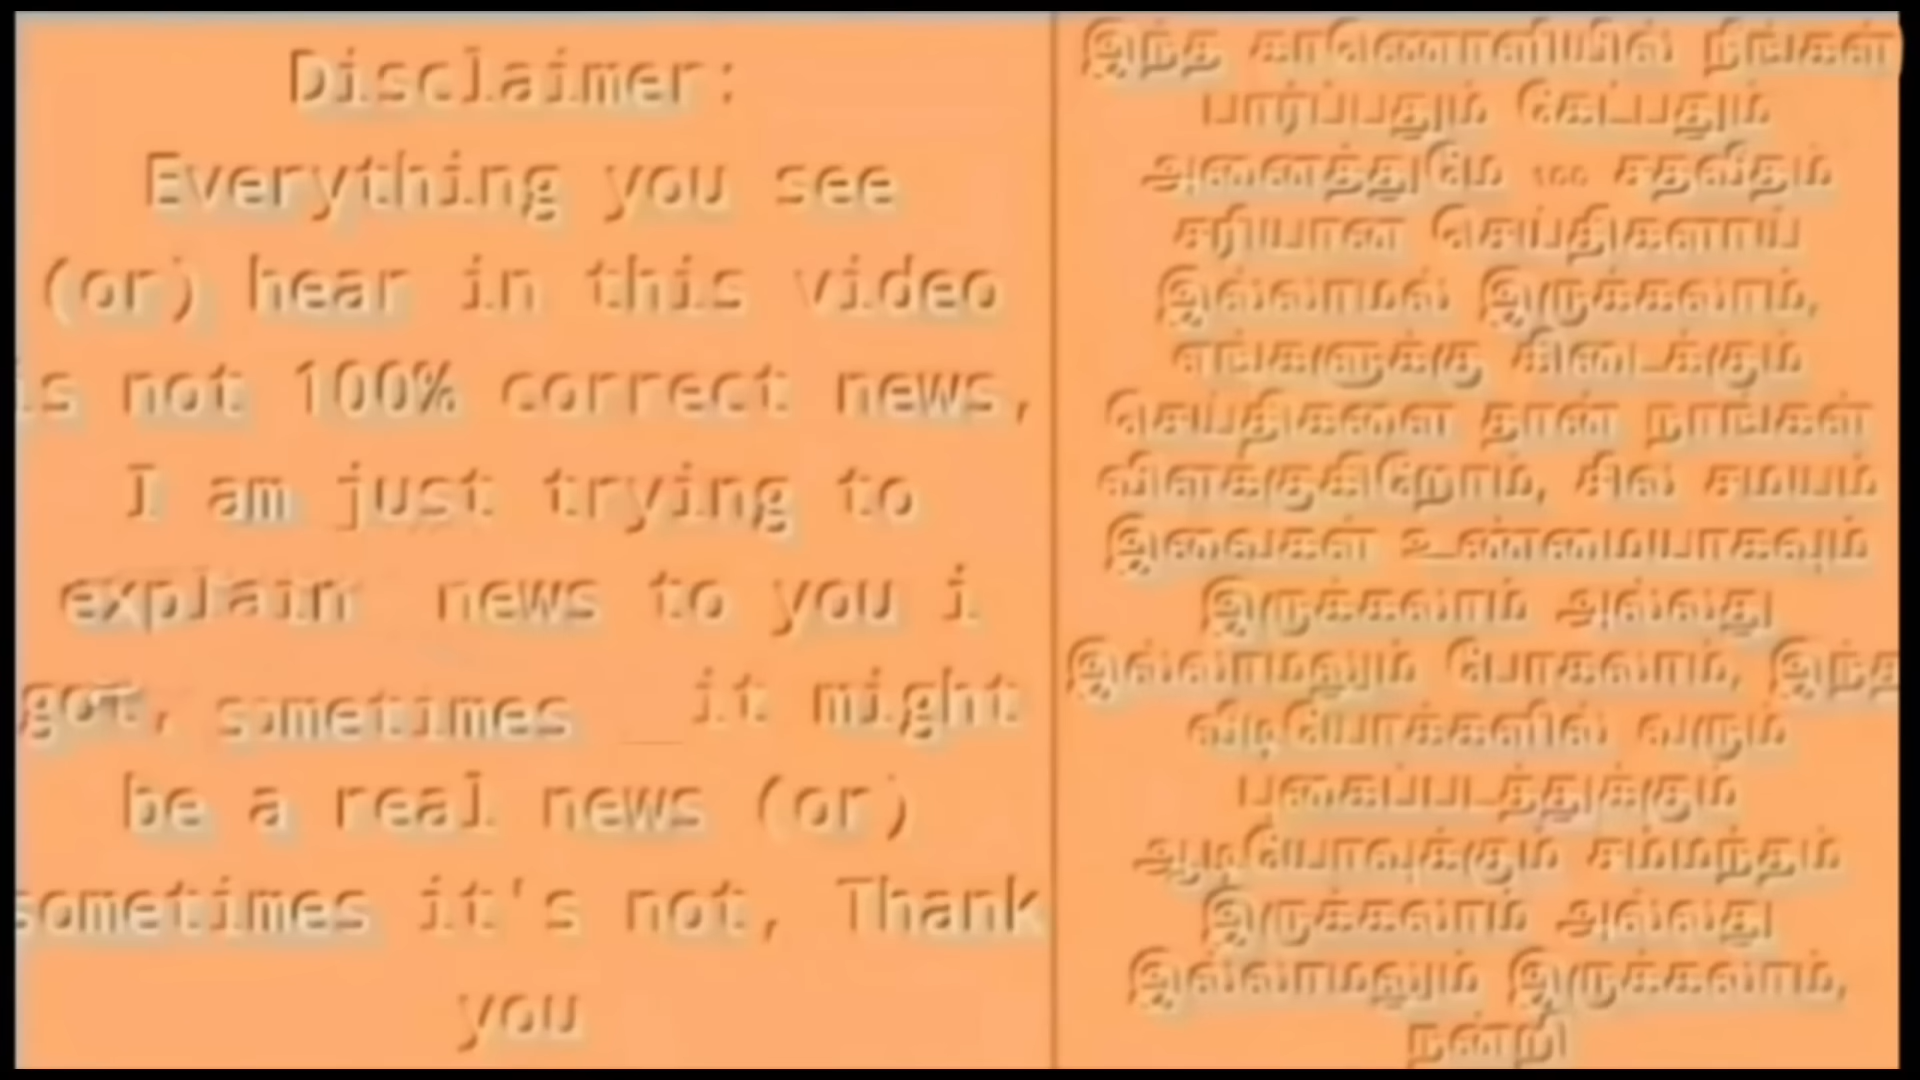 Disclaimer:
Everything you see
(or) hear in this video
is not 100% correct news,
I am just trying to
explain news to you i
got, sometimes __it might
be a real news (or)
sometimes it's not, Thank
you
இந்த காணொளியில் நீங்கள்
பார்ப்பதும் கேட்பதும்
அனைத்துமே 100 சதவீதம்
சரியான செய்திகளாய்
இல்லாமல் இருக்கலாம்,
எங்களுக்கு கிடைக்கும்
செய்திகளை தான் நாங்கள்
விளக்குகிறோம், சில சமயம்
இவைகள் உண்மையாகவும்
இருக்கலாம் அல்லது
இல்லாமலும் போகலாம், இந்த
வீடியோக்களில் வரும்
புகைப்படத்துக்கும்
ஆடியோவுக்கும் சம்மந்தம்
இருக்கலாம் அல்லது
இல்லாமலும் இருக்கலாம்,
நன்றி